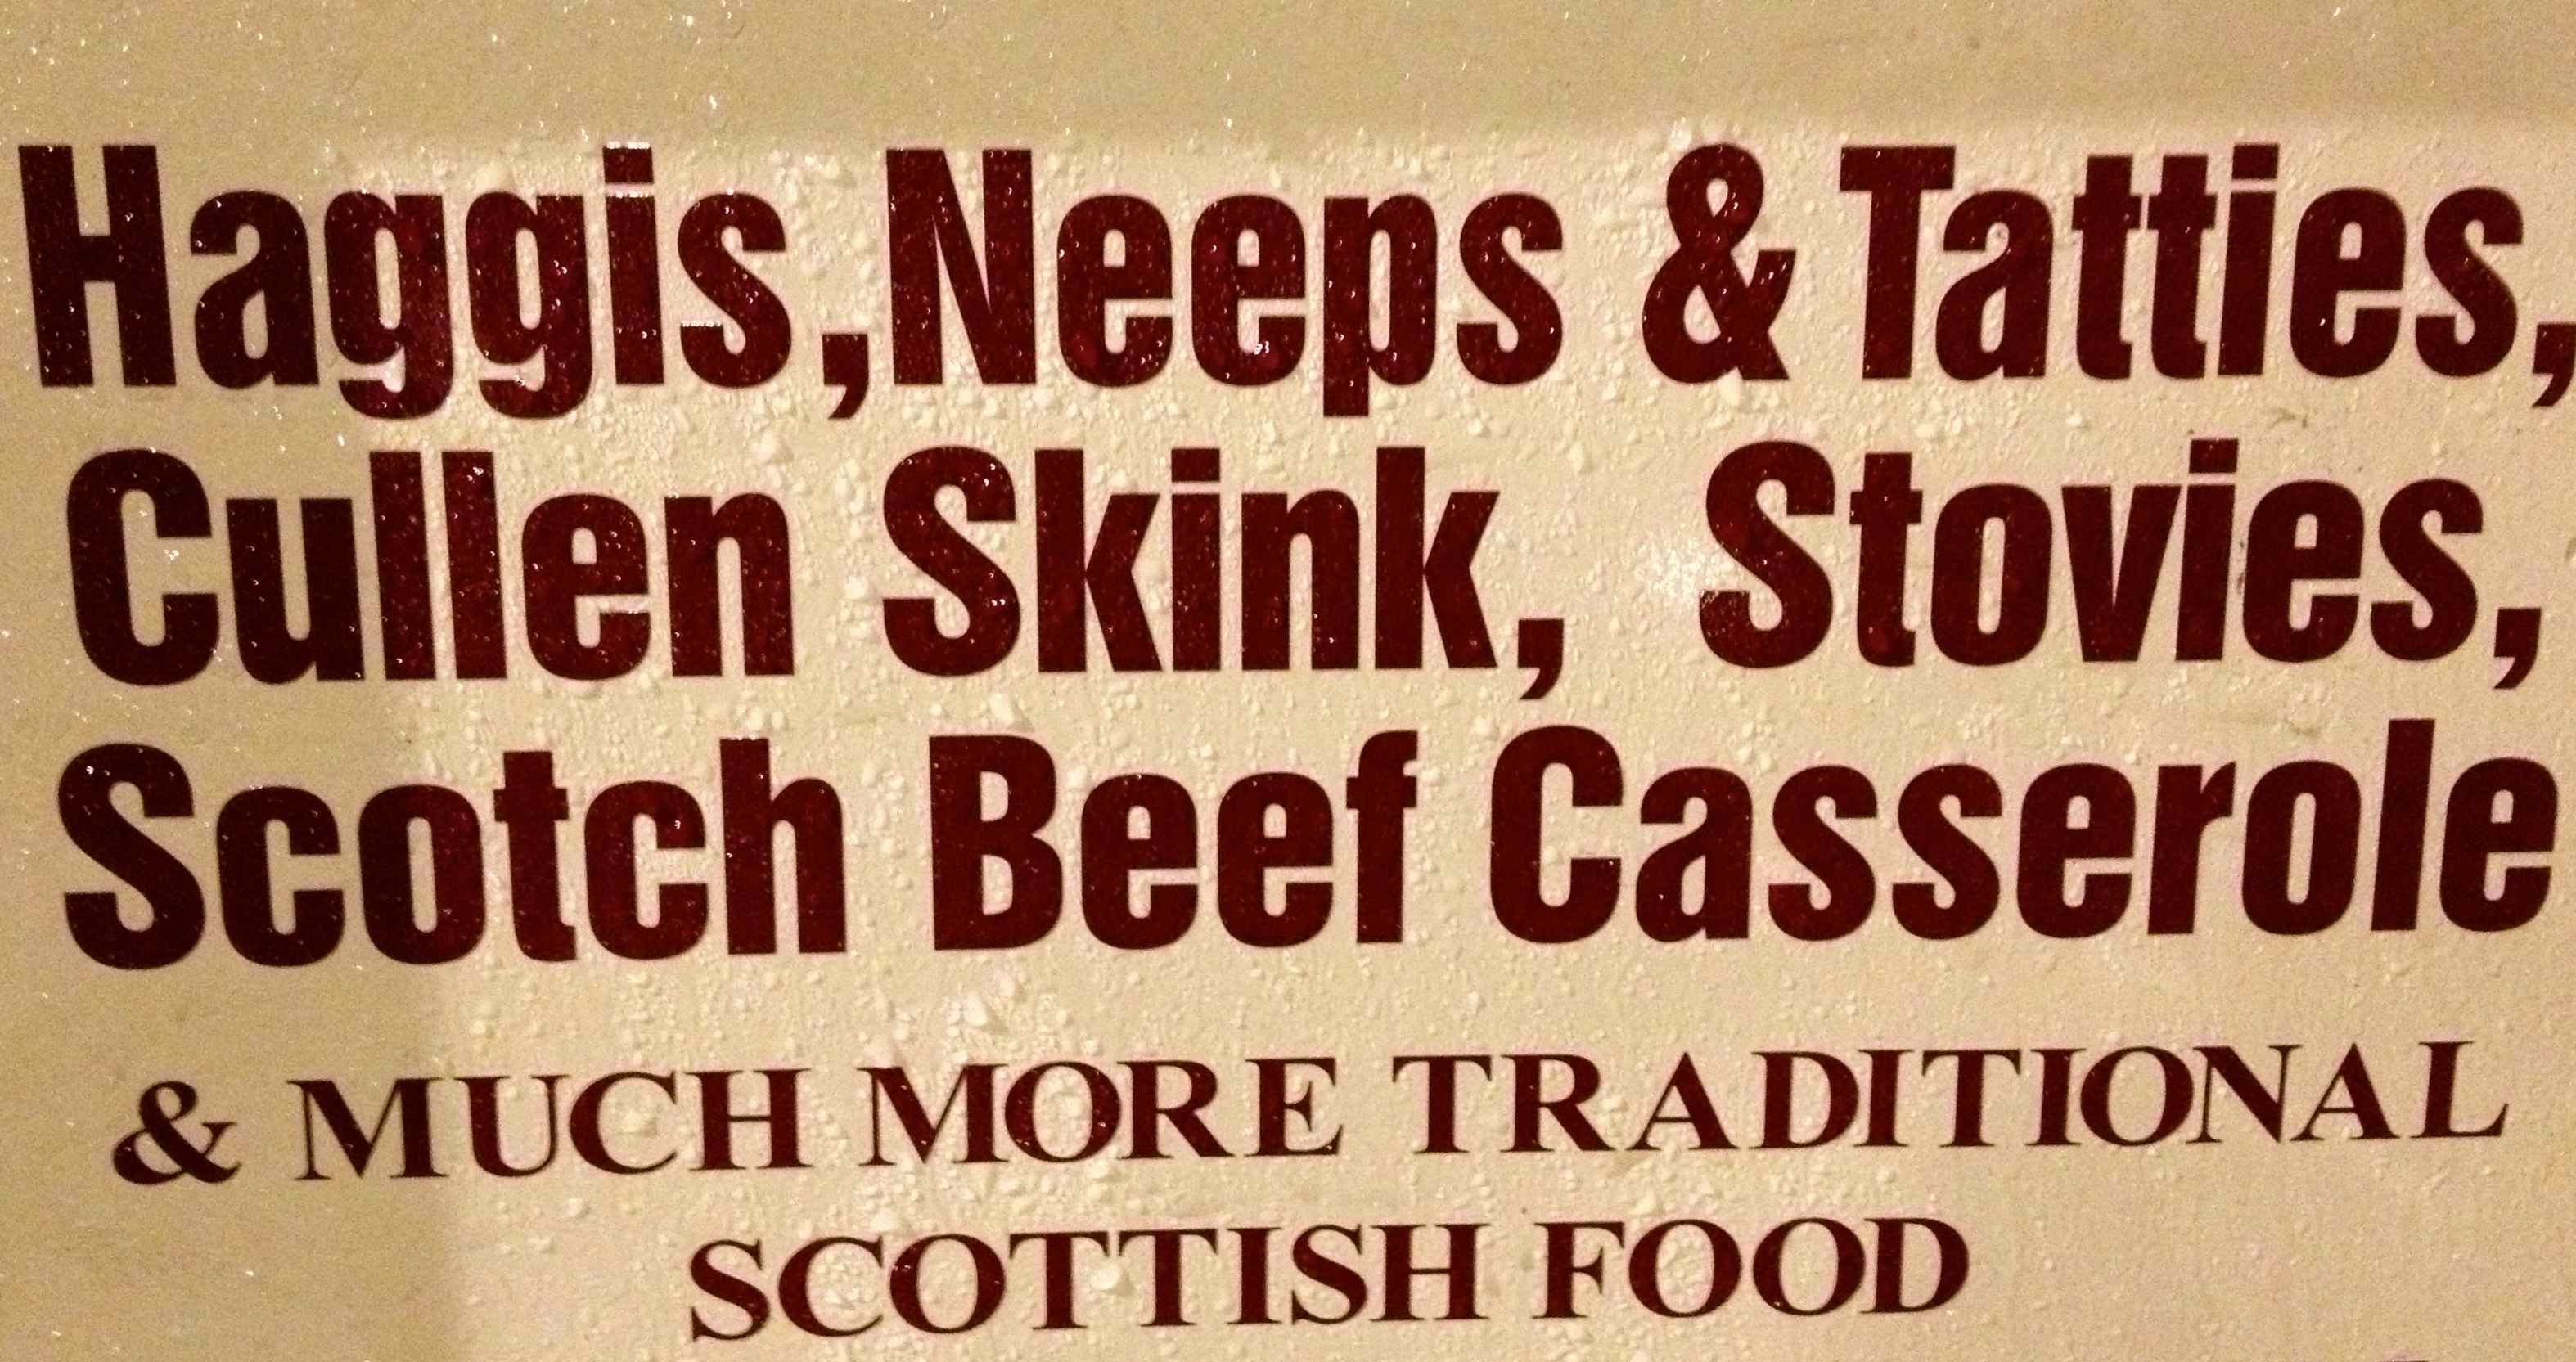 Haggis,Neeps & Tatties,
Cullen Skink, Stovies,
Scotch Beef Casserole
& MUCH MORE TRADITIONAL
SCOTTISH FOOD